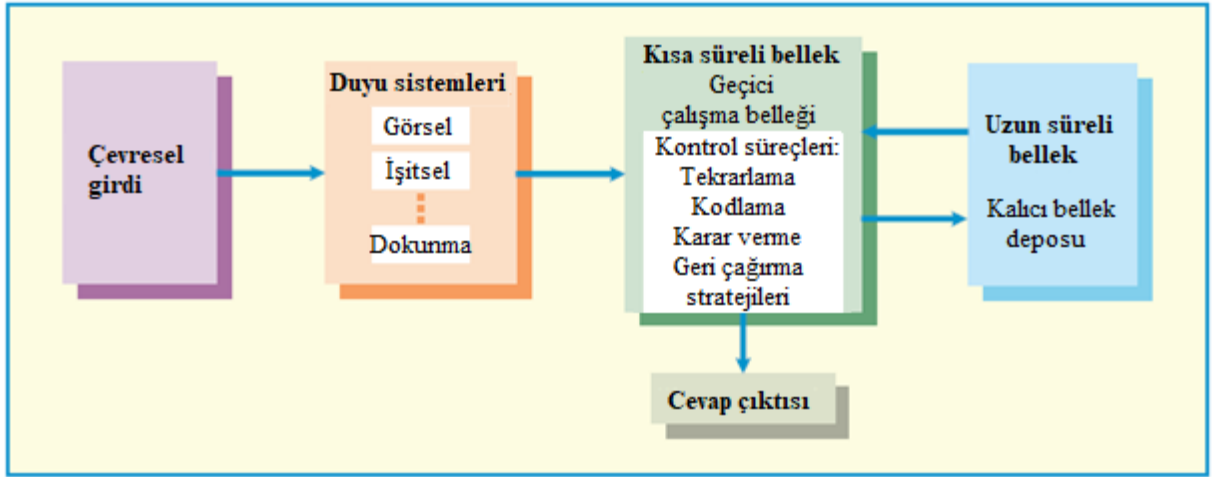 Çevresel
girdi
Duyu sistemleri
Görsel
İşitsel
Dokunma
Kısa süreli bellek
Geçici
çalışma belleği
Kontrol süreçleri:
Tekrarlama
Kodlama
Karar verme
Geri çağırma
stratejileri
Uzun süreli
bellek
Kalıcı bellek
deposu
Cevap çıktısı